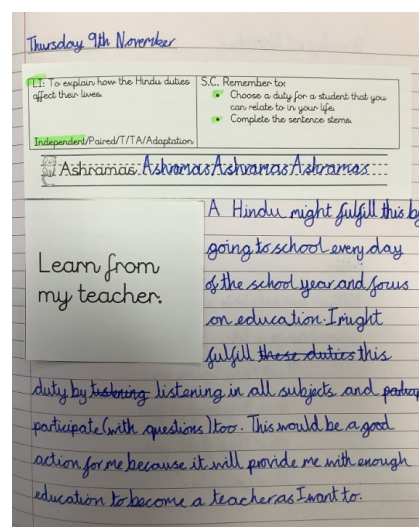 Thursday 9th November
LI: To explain how the Hindu duties affect their lives.
S.C. Remember to:
Choose a duty for a student that you can relate to in your life.
Complete the sentence stems.
Independent/Paired/T/TA/Adaptation
Ashramas Ashramas Ashramas Ashramas
Learn from
my teacher.
A Hindu might fulfill this by
going to school every day
of the school year and focus
on education. I might
fulfill these duties this
duty by listening in all subjects and
participate (with questions) too. This would be a good
action for me because it will provide me with enough
education to become a teacher as I want to.